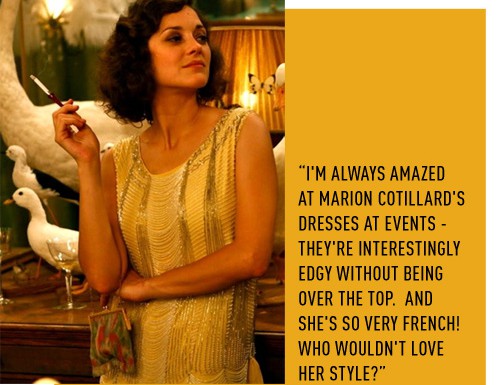 “I'M ALWAYS AMAZED
AT MARION COTILLARD'S
DRESSES AT EVENTS -
THEY'RE INTERESTINGLY
EDGY WITHOUT BEING
OVER THE TOP.  AND
SHE'S SO VERY FRENCH!
WHO WOULDN'T LOVE
HER STYLE?”